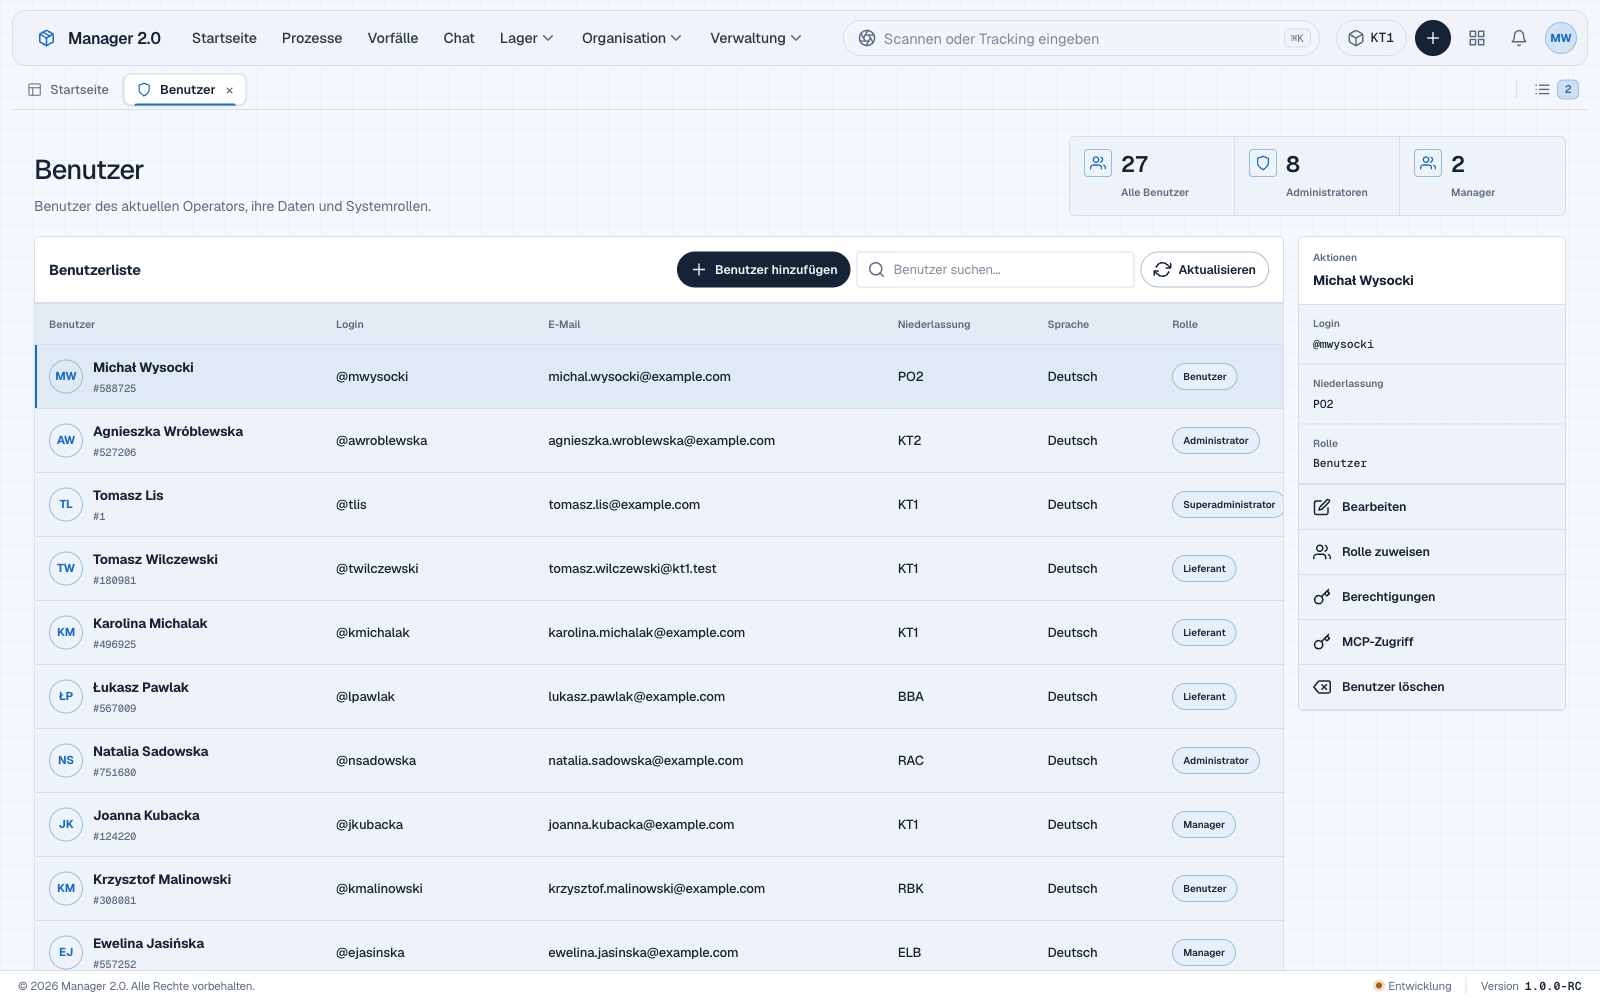 Manager 2.0
Startseite
Prozesse
Vorfälle
Chat
Lager
Organisation
Verwaltung
Scannen oder Tracking eingeben
⌘K
KT1
MW
Startseite
Benutzer ×
2
Benutzer
Benutzer des aktuellen Operators, ihre Daten und Systemrollen.
27
Alle Benutzer
8
Administratoren
2
Manager
Benutzerliste
Benutzer hinzufügen
Benutzer suchen...
Aktualisieren
Benutzer Login E-Mail Niederlassung Sprache Rolle
MW Michał Wysocki
#588725
@mwysocki michal.wysocki@example.com PO2 Deutsch Benutzer
AW Agnieszka Wróblewska
#527206
@awroblewska agnieszka.wroblewska@example.com KT2 Deutsch Administrator
TL Tomasz Lis
#1
@tlis tomasz.lis@example.com KT1 Deutsch Superadministrator
TW Tomasz Wilczewski
#180981
@twilczewski tomasz.wilczewski@kt1.test KT1 Deutsch Lieferant
KM Karolina Michalak
#496925
@kmichalak karolina.michalak@example.com KT1 Deutsch Lieferant
ŁP Łukasz Pawlak
#567009
@lpawlak lukasz.pawlak@example.com BBA Deutsch Lieferant
NS Natalia Sadowska
#751680
@nsadowska natalia.sadowska@example.com RAC Deutsch Administrator
JK Joanna Kubacka
#124220
@jkubacka joanna.kubacka@example.com KT1 Deutsch Manager
KM Krzysztof Malinowski
#308081
@kmalinowski krzysztof.malinowski@example.com RBK Deutsch Benutzer
EJ Ewelina Jasińska
#557252
@ejasinska ewelina.jasinska@example.com ELB Deutsch Manager
Aktionen
Michał Wysocki
Login
@mwysocki
Niederlassung
PO2
Rolle
Benutzer
Bearbeiten
Rolle zuweisen
Berechtigungen
MCP-Zugriff
Benutzer löschen
© 2026 Manager 2.0. Alle Rechte vorbehalten.
Entwicklung
Version 1.0.0-RC